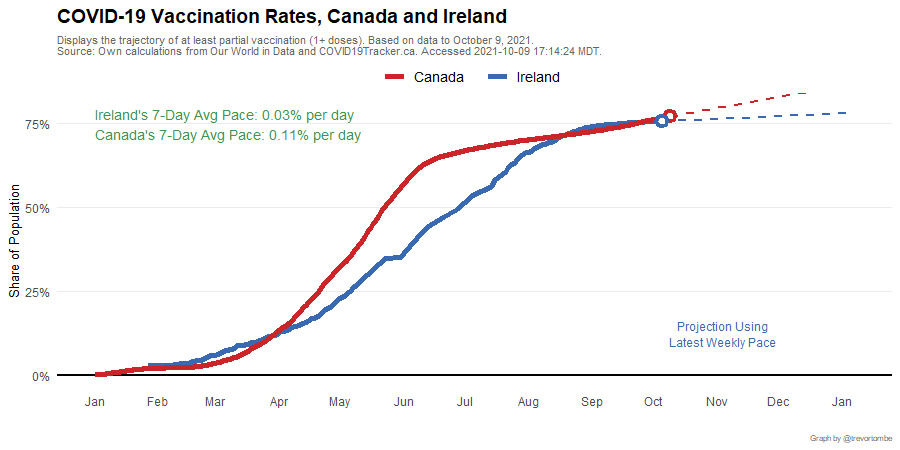 COVID-19 Vaccination Rates, Canada and Ireland
Displays the trajectory of at least partial vaccination (1+ doses). Based on data to October 9, 2021.
Source: Own calculations from Our World in Data and COVID19Tracker.ca. Accessed 2021-10-09 17:14:24 MDT.
Canada Ireland
Ireland's 7-Day Avg Pace: 0.03% per day
Canada's 7-Day Avg Pace: 0.11% per day
75%
50%
25%
0%
Share of Population
Projection Using
Latest Weekly Pace
Jan Feb Mar Apr May Jun Jul Aug Sep Oct Nov Dec Jan
Graph by @trevortombe